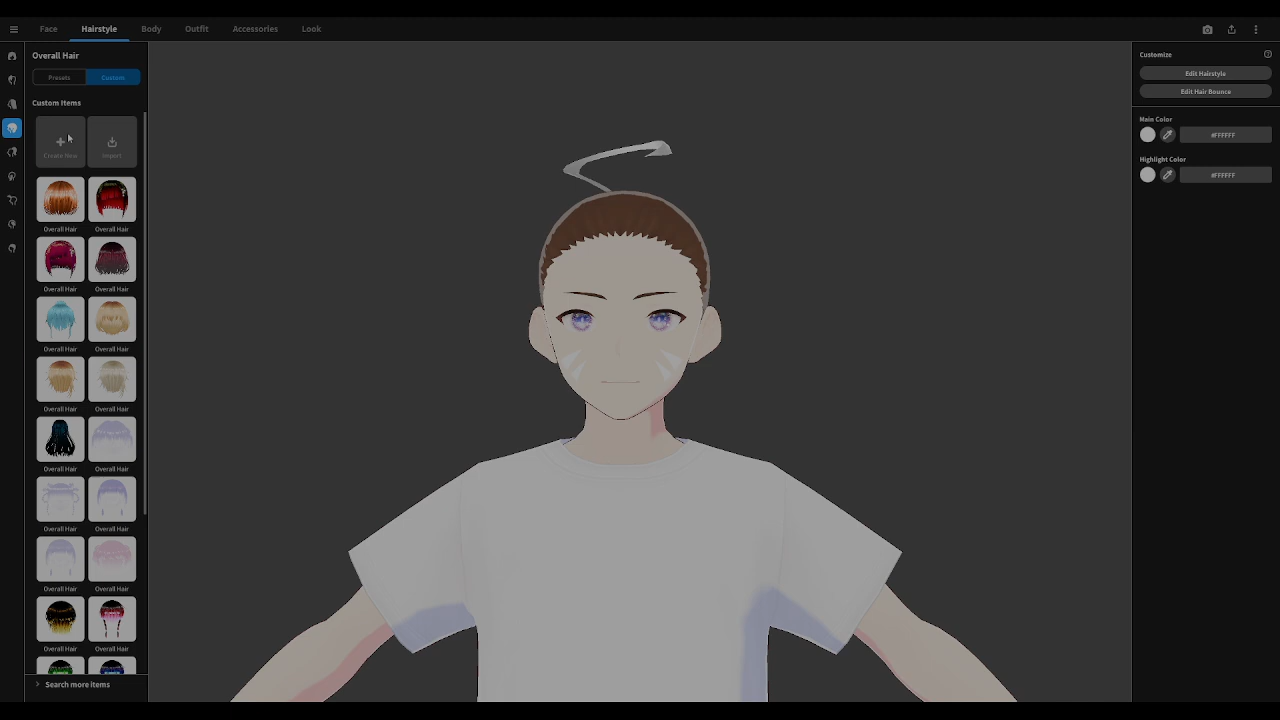 Face Hairstyle Body Outfit Accessories Look
Overall Hair
Presets Custom
Custom Items
Create New Import
Overall Hair Overall Hair
Overall Hair Overall Hair
Overall Hair Overall Hair
Overall Hair Overall Hair
Overall Hair Overall Hair
Overall Hair Overall Hair
Overall Hair Overall Hair
Overall Hair Overall Hair
Search more items
Customize
Edit Hairstyle
Edit Hair Bounce
Main Color
#FFFFFF
Highlight Color
#FFFFFF